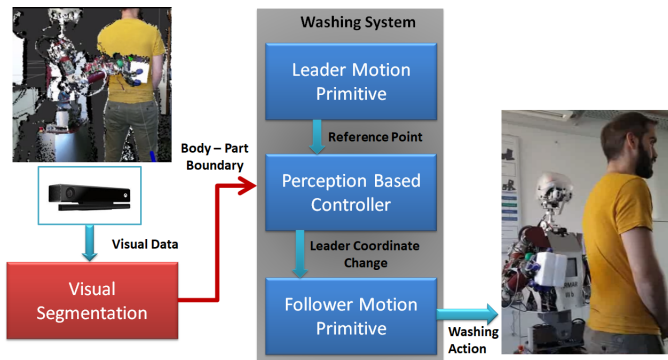 Washing System
Leader Motion
Primitive
Reference Point
Body – Part
Boundary
Perception Based
Controller
Visual Data
Leader Coordinate
Change
Visual
Segmentation
Follower Motion
Primitive
Washing
Action